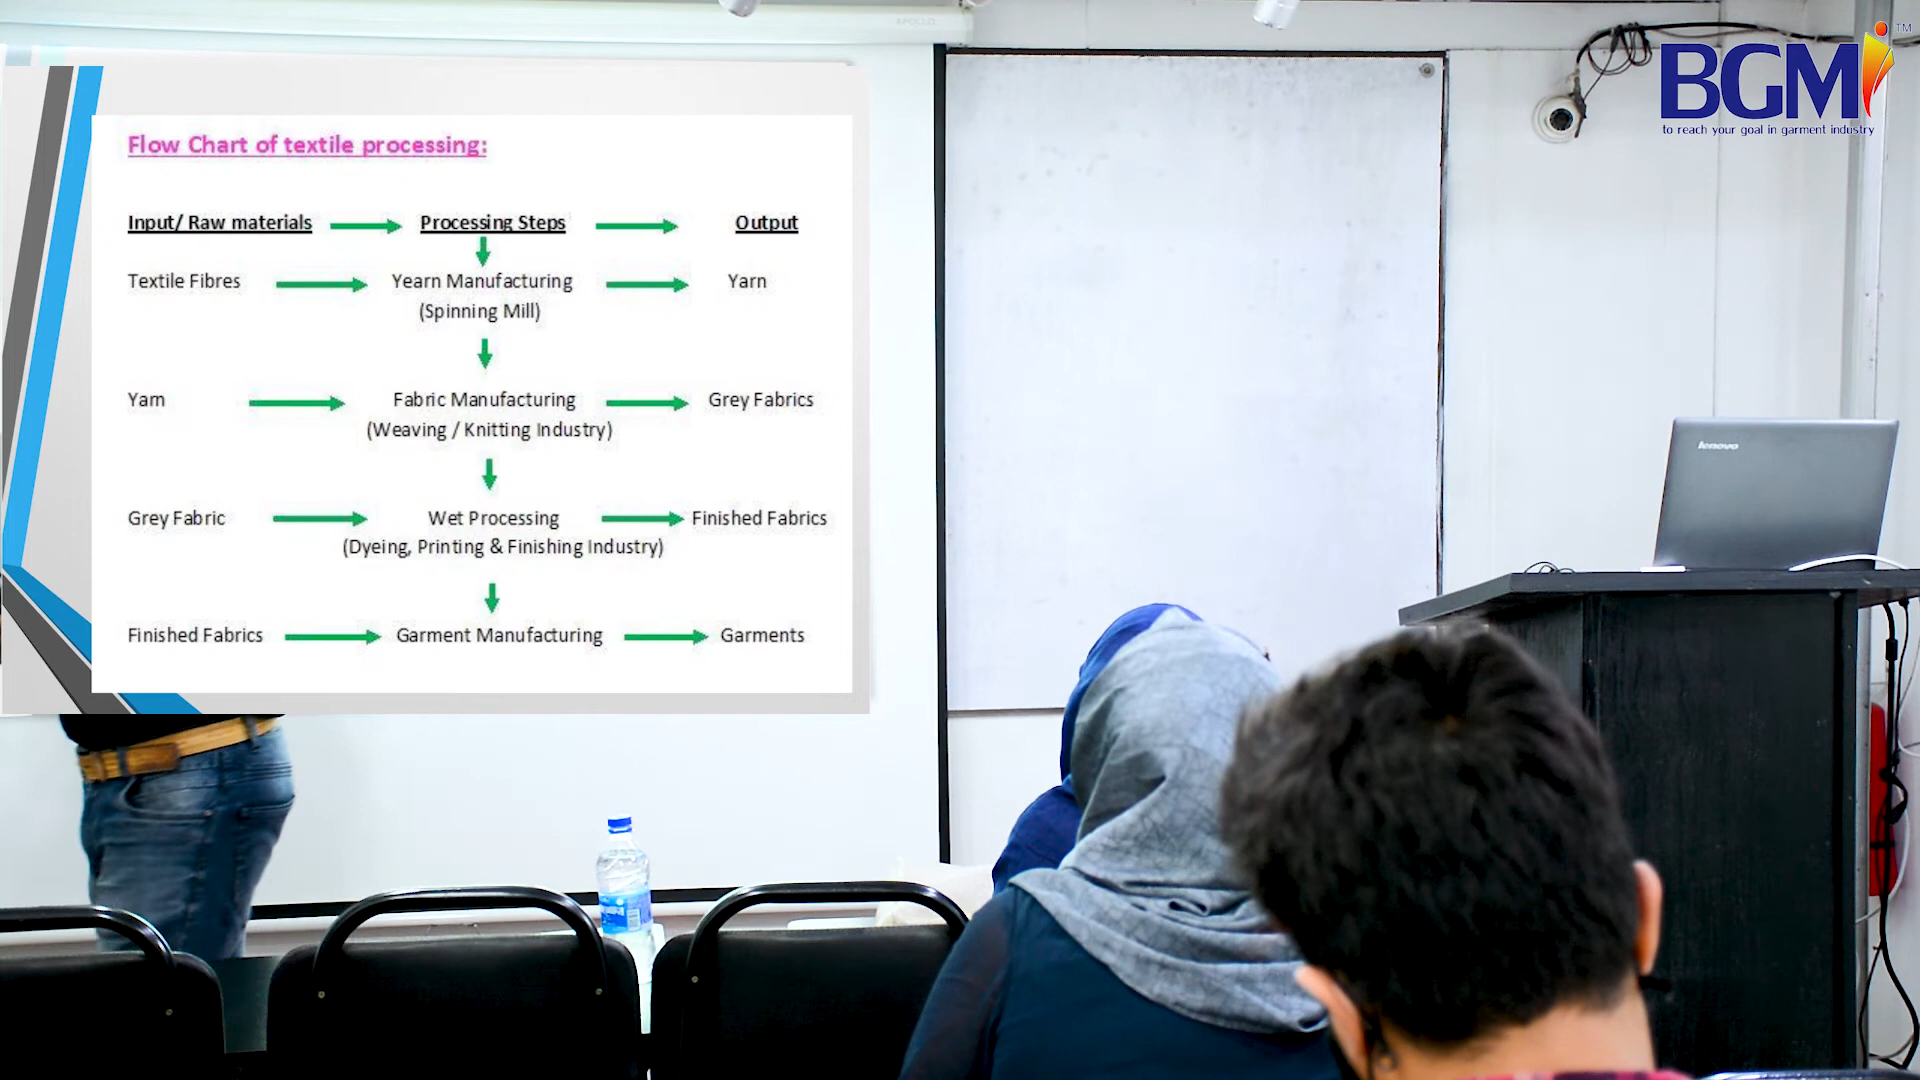 APOLLO
BGMi TM
to reach your goal in garment industry
Flow Chart of textile processing:
Input/ Raw materials Processing Steps Output
Textile Fibres Yearn Manufacturing Yarn
(Spinning Mill)
Yarn Fabric Manufacturing Grey Fabrics
(Weaving / Knitting Industry)
Grey Fabric Wet Processing Finished Fabrics
(Dyeing, Printing & Finishing Industry)
Finished Fabrics Garment Manufacturing Garments
lenovo